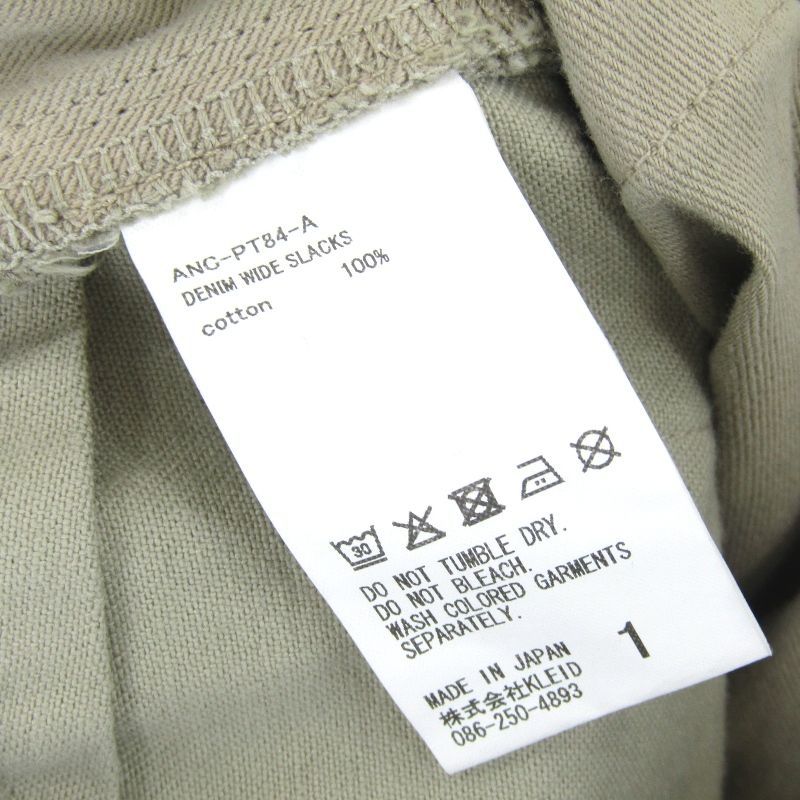 ANC-PT84-A
DENIM WIDE SLACKS
cotton 100%
30
DO NOT TUMBLE DRY.
DO NOT BLEACH.
WASH COLORED GARMENTS
SEPARATELY.
1
MADE IN JAPAN
株式会社KLEID
086-250-4893